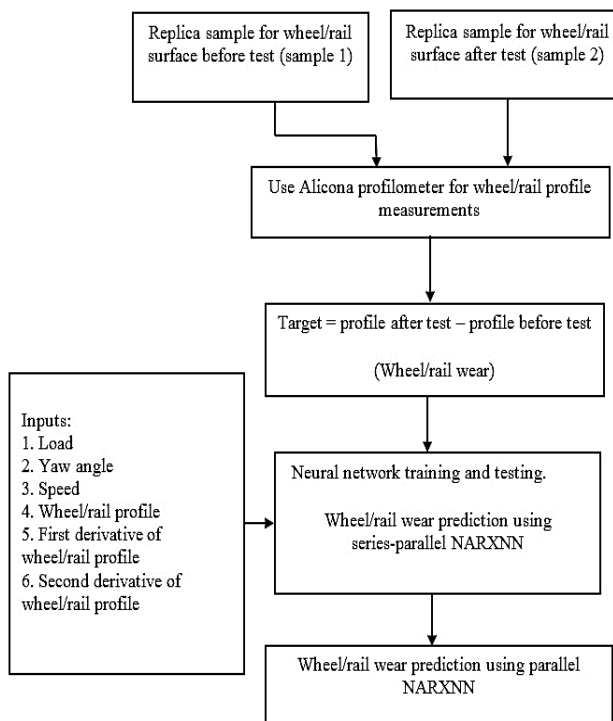 Replica sample for wheel/rail
surface before test (sample 1)
Replica sample for wheel/rail
surface after test (sample 2)
Use Alicona profilometer for wheel/rail profile
measurements
Target = profile after test – profile before test
(Wheel/rail wear)
Inputs:
1. Load
2. Yaw angle
3. Speed
4. Wheel/rail profile
5. First derivative of
wheel/rail profile
6. Second derivative of
wheel/rail profile
Neural network training and testing.
Wheel/rail wear prediction using
series-parallel NARXNN
Wheel/rail wear prediction using parallel
NARXNN